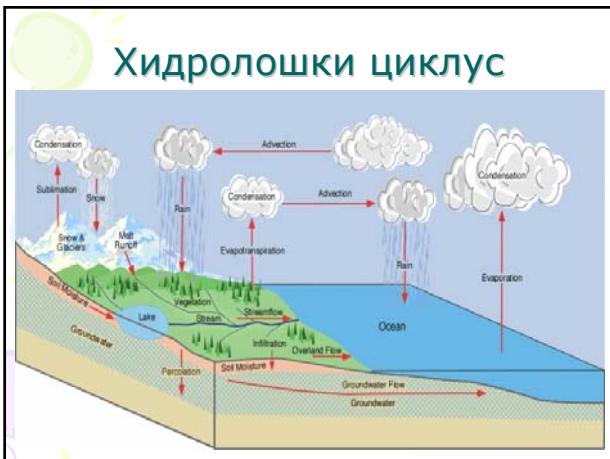 Хидролошки циклус
Condensation
Sublimation
Snow
Snow &
Glaciers
Melt
Runoff
Rain
Advection
Condensation
Advection
Evapotranspiration
Rain
Condensation
Evaporation
Soil Moisture
Lake
Vegetation
Stream
Streamflow
Ocean
Groundwater
Percolation
Infiltration
Overland Flow
Soil Moisture
Groundwater Flow
Groundwater